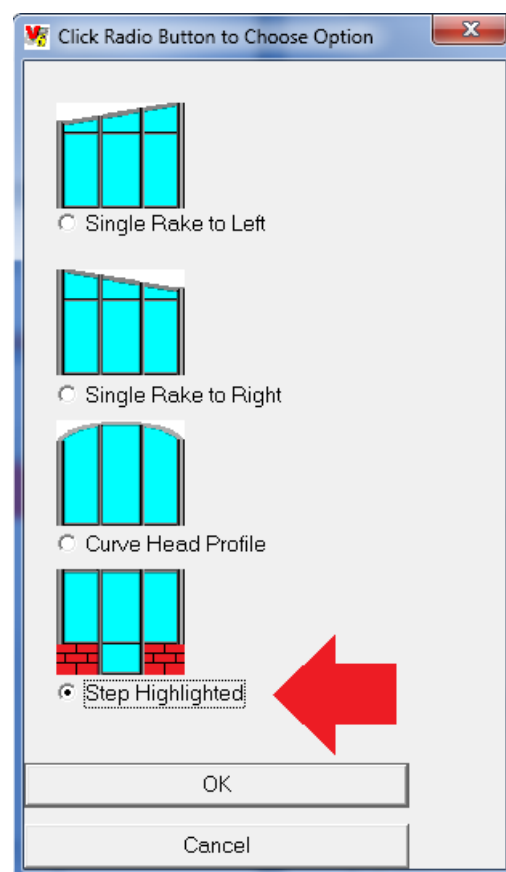 Click Radio Button to Choose Option
Single Rake to Left
Single Rake to Right
Curve Head Profile
Step Highlighted
OK
Cancel